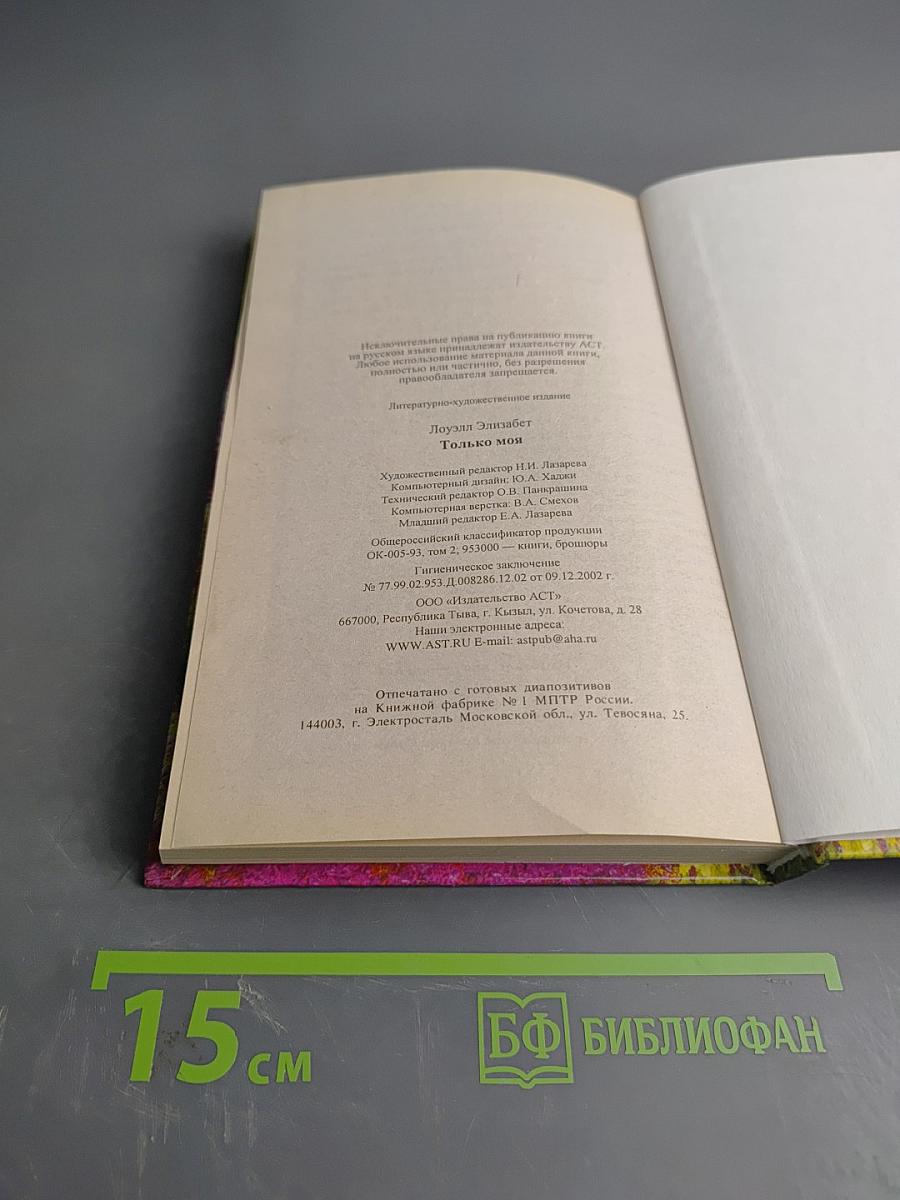 Исключительные права на публикацию книги
на русском языке принадлежат издательству АСТ.
Любое использование материала данной книги,
полностью или частично, без разрешения
правообладателя запрещается.
Литературно-художественное издание
Лоуэлл Элизабет
Только моя
Художественный редактор Н.И. Лазарева
Компьютерный дизайн: Ю.А. Хаджи
Технический редактор О.В. Панкрашина
Компьютерная верстка: В.А. Смехов
Младший редактор Е.А. Лазарева
Общероссийский классификатор продукции
ОК-005-93, том 2; 953000 — книги, брошюры
Гигиеническое заключение
№ 77.99.02.953.Д.008286.12.02 от 09.12.2002 г.
ООО «Издательство АСТ»
667000, Республика Тыва, г. Кызыл, ул. Кочетова, д. 28
Наши электронные адреса:
WWW.AST.RU E-mail: astpub@aha.ru
Отпечатано с готовых диапозитивов
на Книжной фабрике № 1 МПТР России.
144003, г. Электросталь Московской обл., ул. Тевосяна, 25.
15 см
БФ БИБЛИОФАН